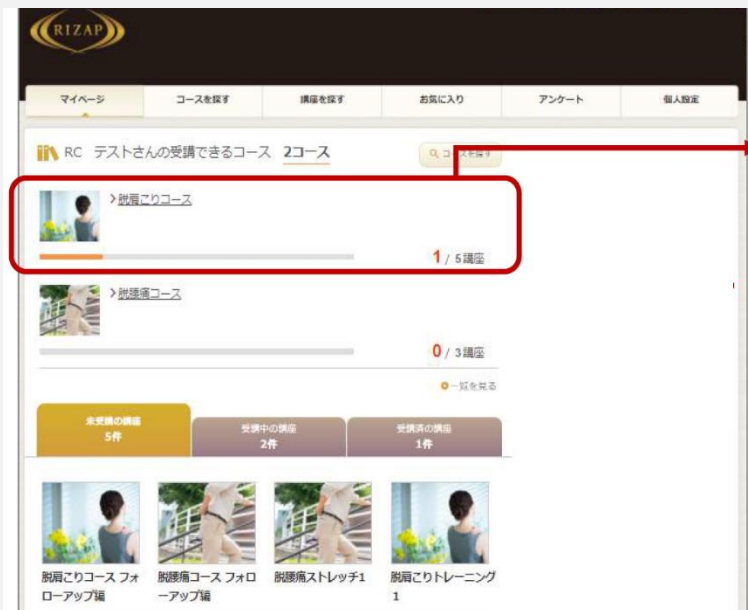 RIZAP
マイページ
コースを探す
講座を探す
お気に入り
アンケート
個人設定
RC テストさんの受講できるコース 2コース
コースを探す
>脱肩こりコース
1 / 5 講座
>脱腰痛コース
0 / 3 講座
一覧を見る
未受講の講座
5件
受講中の講座
2件
受講済の講座
1件
脱肩こりコース フォ
ローアップ編
脱腰痛コース フォロ
ーアップ編
脱腰痛ストレッチ1
脱肩こりトレーニング
1